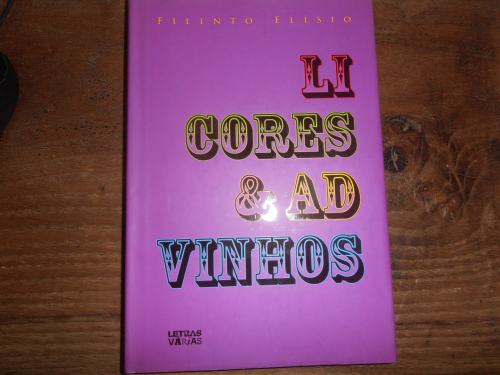 FILINTO ELÍSIO
LI
CORES
& AD
VINHOS
LETRAS
VÁRIAS